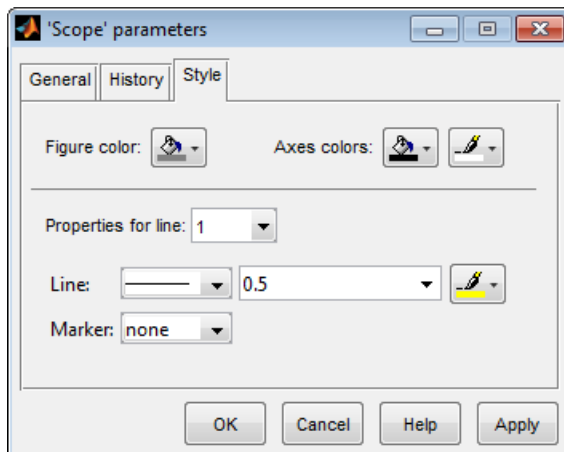 'Scope' parameters
General History Style
Figure color: Axes colors:
Properties for line: 1
Line: 0.5
Marker: none
OK Cancel Help Apply